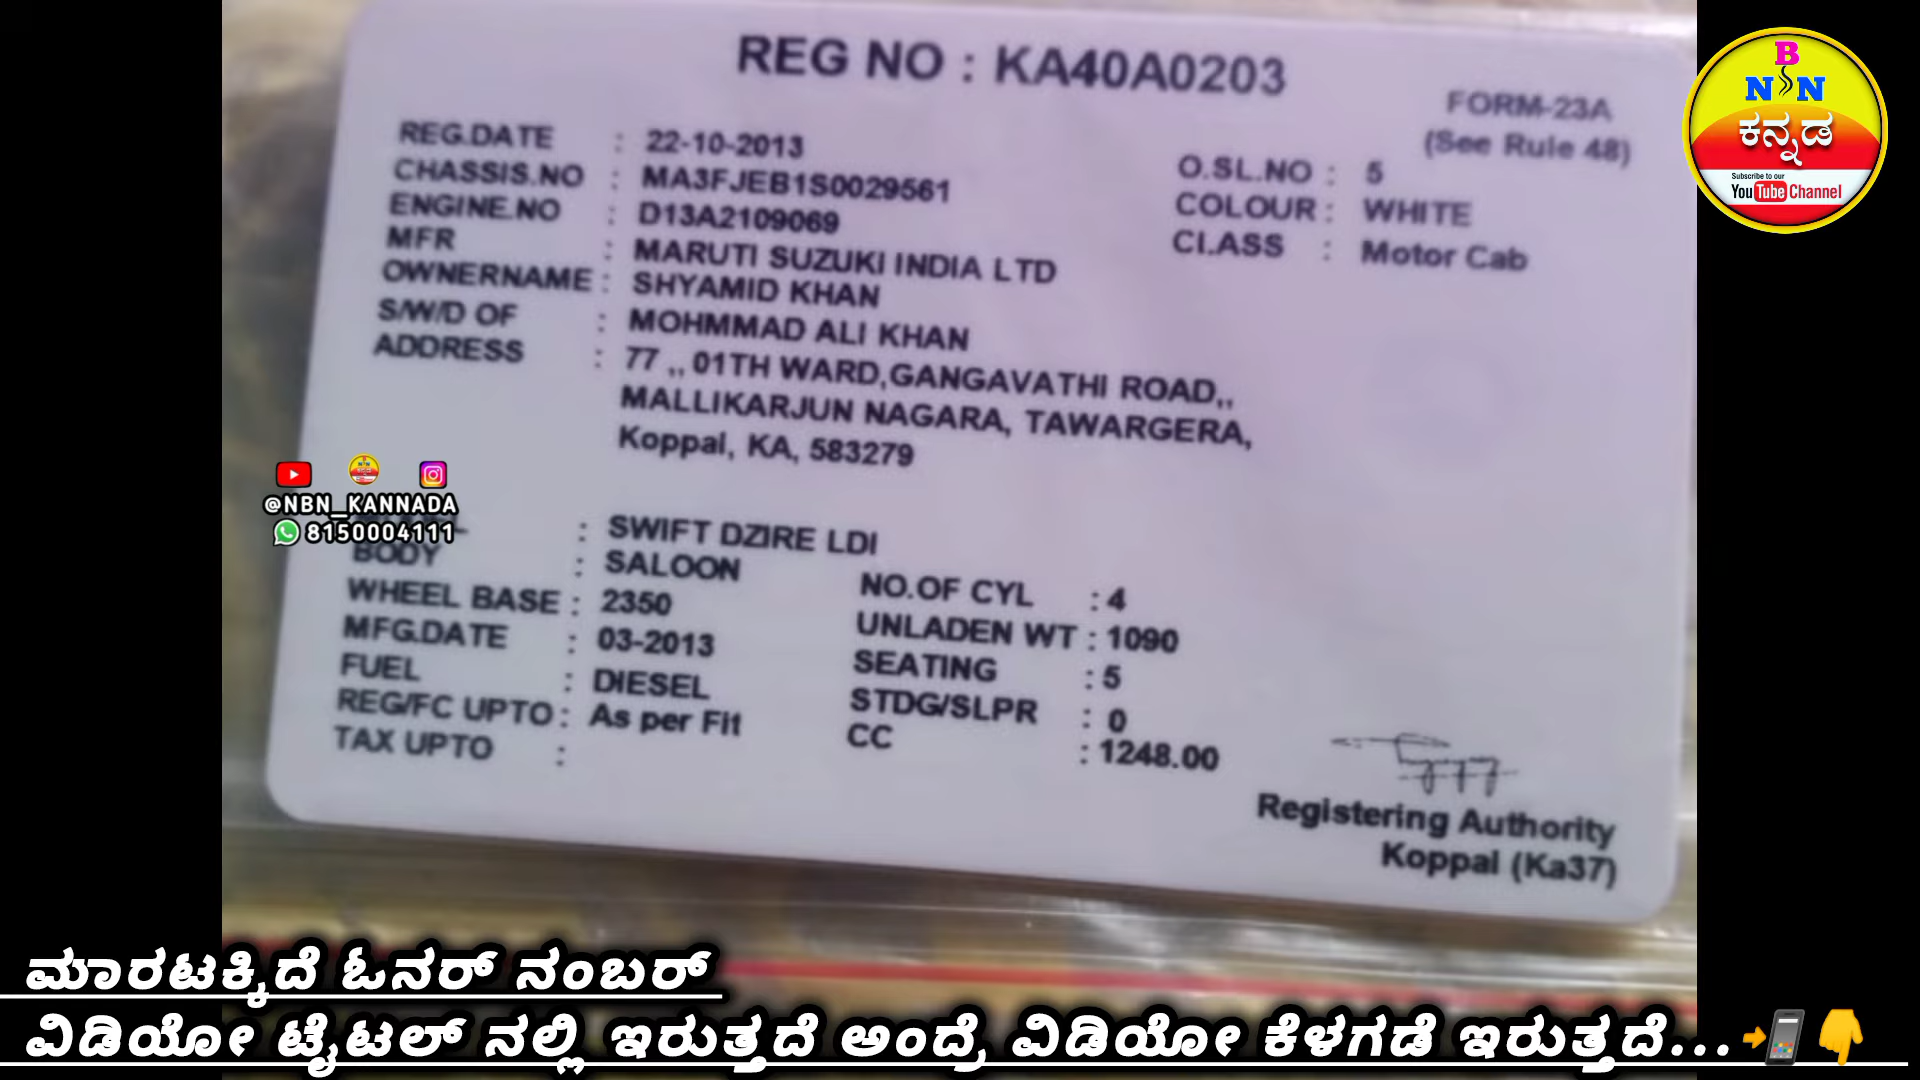 REG NO : KA40A0203
FORM-23A
(See Rule 48)
REG.DATE : 22-10-2013
CHASSIS.NO : MA3FJEB1S0029561
ENGINE.NO : D13A2109069
MFR : MARUTI SUZUKI INDIA LTD
OWNERNAME : SHYAMID KHAN
S/W/D OF : MOHMMAD ALI KHAN
ADDRESS : 77 ,, 01TH WARD,GANGAVATHI ROAD,,
MALLIKARJUN NAGARA, TAWARGERA,
Koppal, KA, 583279
O.SL.NO : 5
COLOUR : WHITE
CLASS : Motor Cab
: SWIFT DZIRE LDI
BODY : SALOON
WHEEL BASE : 2350
MFG.DATE : 03-2013
FUEL : DIESEL
REG/FC UPTO : As per Fit
TAX UPTO :
NO.OF CYL : 4
UNLADEN WT : 1090
SEATING : 5
STDG/SLPR : 0
CC : 1248.00
Registering Authority
Koppal (Ka37)
B
N N
ಕನ್ನಡ
Subscribe to our
YouTube Channel
@NBN_KANNADA
8150004111
ಮಾರಟಕ್ಕಿದೆ ಓನರ್ ನಂಬರ್
ವಿಡಿಯೋ ಟೈಟಲ್ ನಲ್ಲಿ ಇರುತ್ತದೆ ಅಂದ್ರೆ ವಿಡಿಯೋ ಕೆಳಗಡೆ ಇರುತ್ತದೆ...